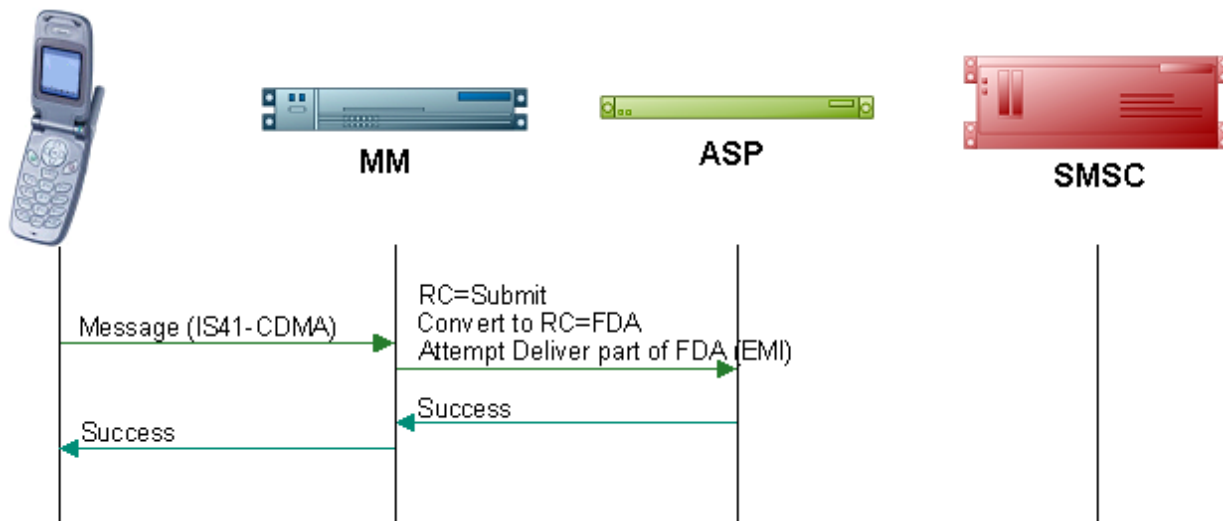 MM
ASP
SMSC
Message (IS41-CDMA)
RC=Submit
Convert to RC=FDA
Attempt Deliver part of FDA (EMI)
Success
Success